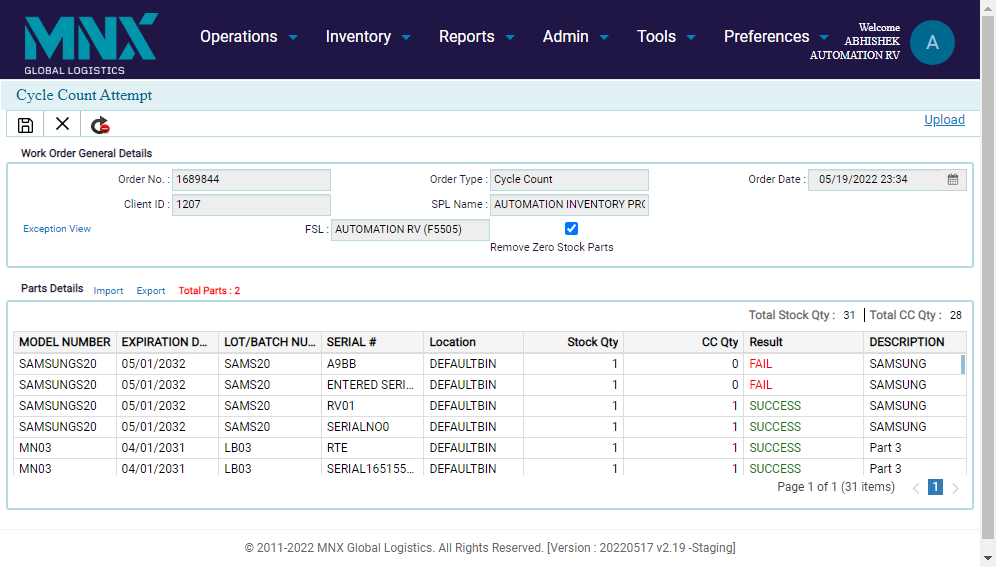 MNX
GLOBAL LOGISTICS
Operations Inventory Reports Admin Tools Preferences
Welcome
ABHISHEK
AUTOMATION RV
A
Cycle Count Attempt
Upload
Work Order General Details
Order No. : 1689844 Order Type : Cycle Count Order Date : 05/19/2022 23:34
Client ID : 1207 SPL Name : AUTOMATION INVENTORY PRO
Exception View FSL : AUTOMATION RV (F5505)
Remove Zero Stock Parts
Parts Details Import Export Total Parts : 2
Total Stock Qty : 31 Total CC Qty : 28
MODEL NUMBER EXPIRATION D... LOT/BATCH NU... SERIAL # Location Stock Qty CC Qty Result DESCRIPTION
SAMSUNGS20 05/01/2032 SAMS20 A9BB DEFAULTBIN 1 0 FAIL SAMSUNG
SAMSUNGS20 05/01/2032 SAMS20 ENTERED SERI... DEFAULTBIN 1 0 FAIL SAMSUNG
SAMSUNGS20 05/01/2032 SAMS20 RV01 DEFAULTBIN 1 1 SUCCESS SAMSUNG
SAMSUNGS20 05/01/2032 SAMS20 SERIALNO0 DEFAULTBIN 1 1 SUCCESS SAMSUNG
MN03 04/01/2031 LB03 RTE DEFAULTBIN 1 1 SUCCESS Part 3
MN03 04/01/2031 LB03 SERIAL165155... DEFAULTBIN 1 1 SUCCESS Part 3
Page 1 of 1 (31 items) 1
© 2011-2022 MNX Global Logistics. All Rights Reserved. [Version : 20220517 v2.19 -Staging]